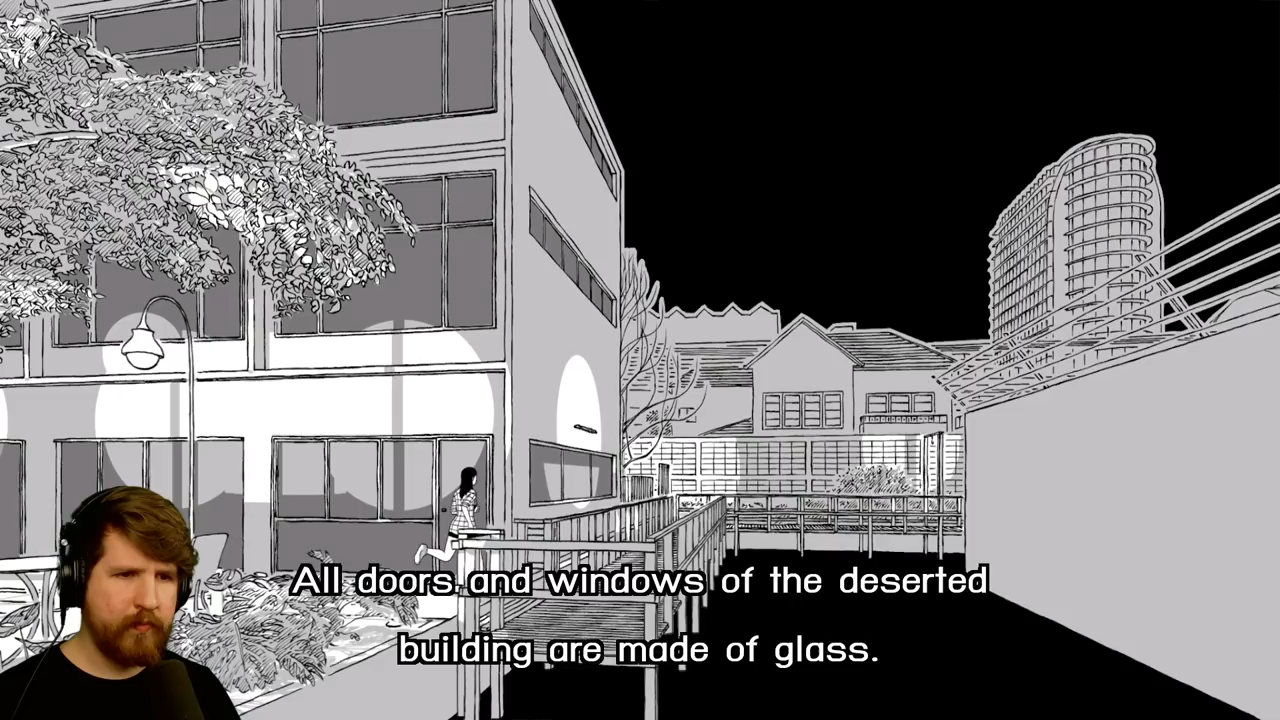 All doors and windows of the deserted
building are made of glass.